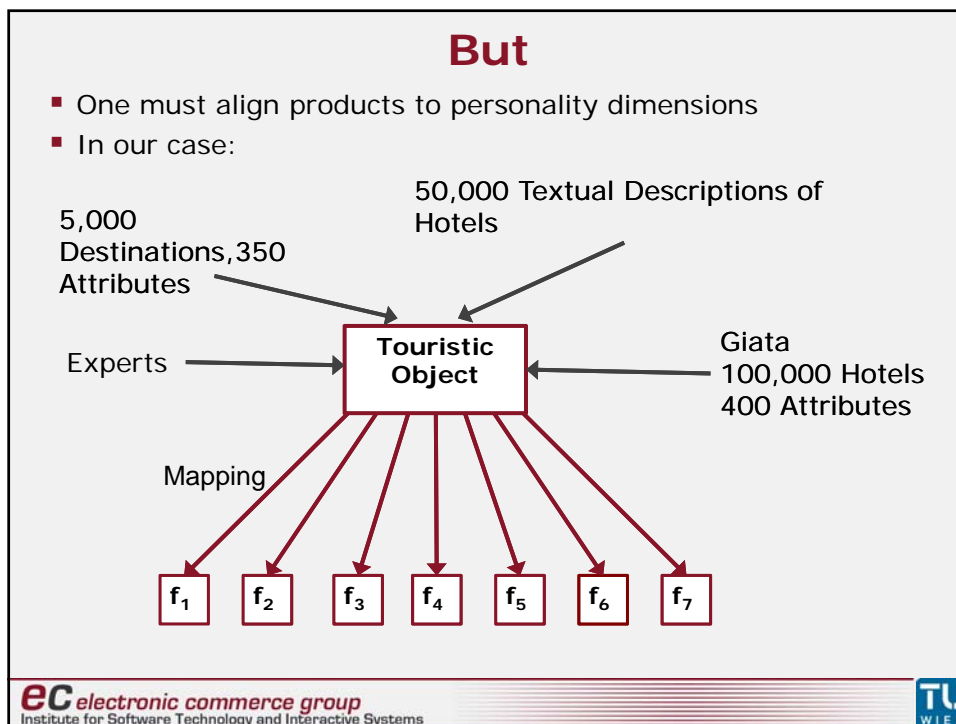 But
▪ One must align products to personality dimensions
▪ In our case:
50,000 Textual Descriptions of
Hotels
5,000
Destinations,350
Attributes
Experts
Touristic
Object
Giata
100,000 Hotels
400 Attributes
Mapping
f1 f2 f3 f4 f5 f6 f7
ec electronic commerce group
Institute for Software Technology and Interactive Systems
TU
WIEN